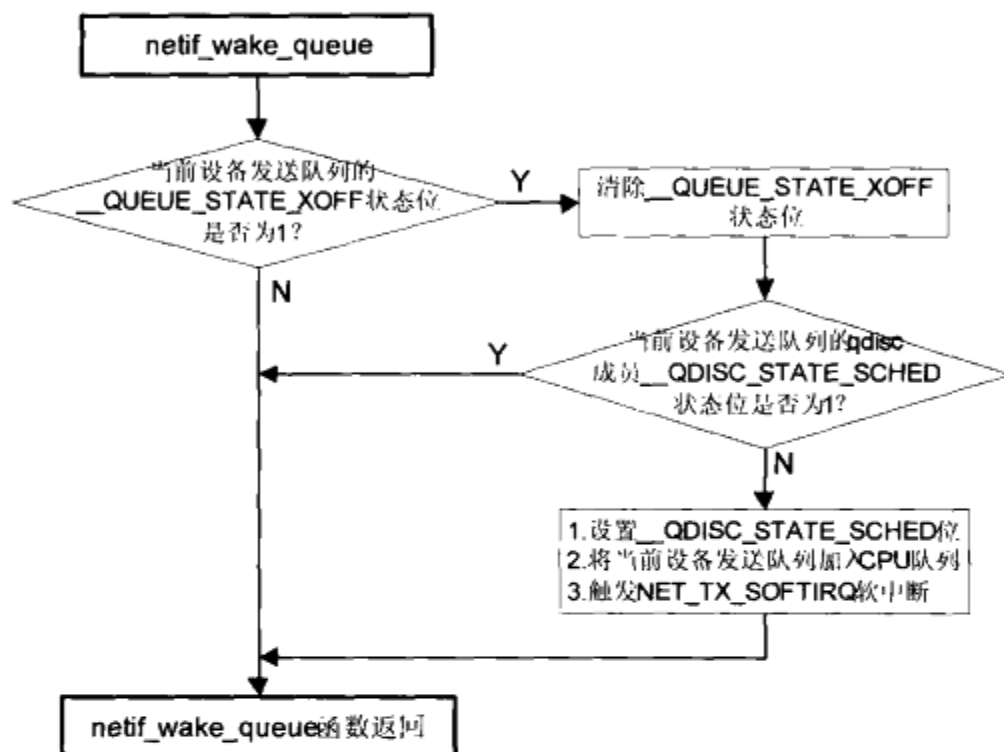 netif_wake_queue
当前设备发送队列的
__QUEUE_STATE_XOFF状态位
是否为1?
Y
清除__QUEUE_STATE_XOFF
状态位
N
当前设备发送队列的qdisc
成员__QDISC_STATE_SCHED
状态位是否为1?
Y
N
1.设置__QDISC_STATE_SCHED位
2.将当前设备发送队列加入CPU队列
3.触发NET_TX_SOFTIRQ软中断
netif_wake_queue函数返回